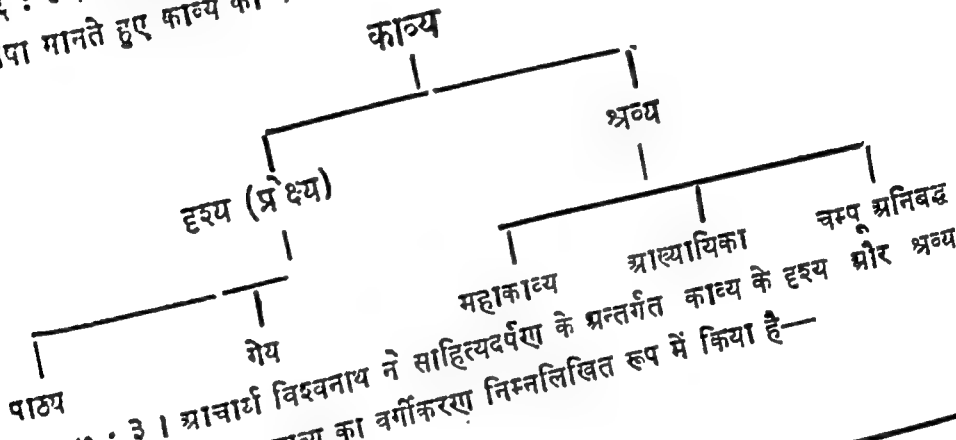 मानते हुए काव्य का
काव्य
दृश्य (प्रेक्ष्य) श्रव्य
पाठ्य गेय महाकाव्य आख्यायिका चम्पू अनिबद्ध
: ३ । आचार्य विश्वनाथ ने साहित्यदर्पण के अन्तर्गत काव्य के दृश्य और श्रव्य
का वर्गीकरण निम्नलिखित रूप में किया है—